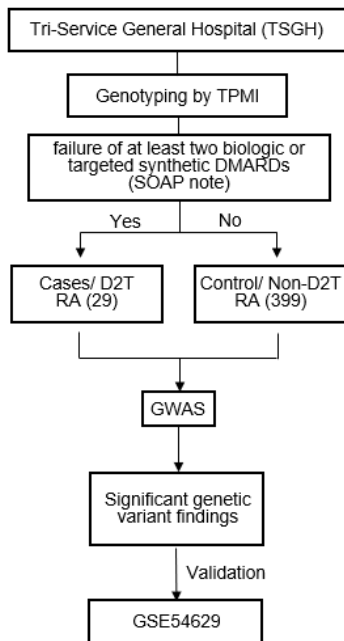 Tri-Service General Hospital (TSGH)
Genotyping by TPMI
failure of at least two biologic or
targeted synthetic DMARDs
(SOAP note)
Yes
No
Cases/ D2T
RA (29)
Control/ Non-D2T
RA (399)
GWAS
Significant genetic
variant findings
Validation
GSE54629